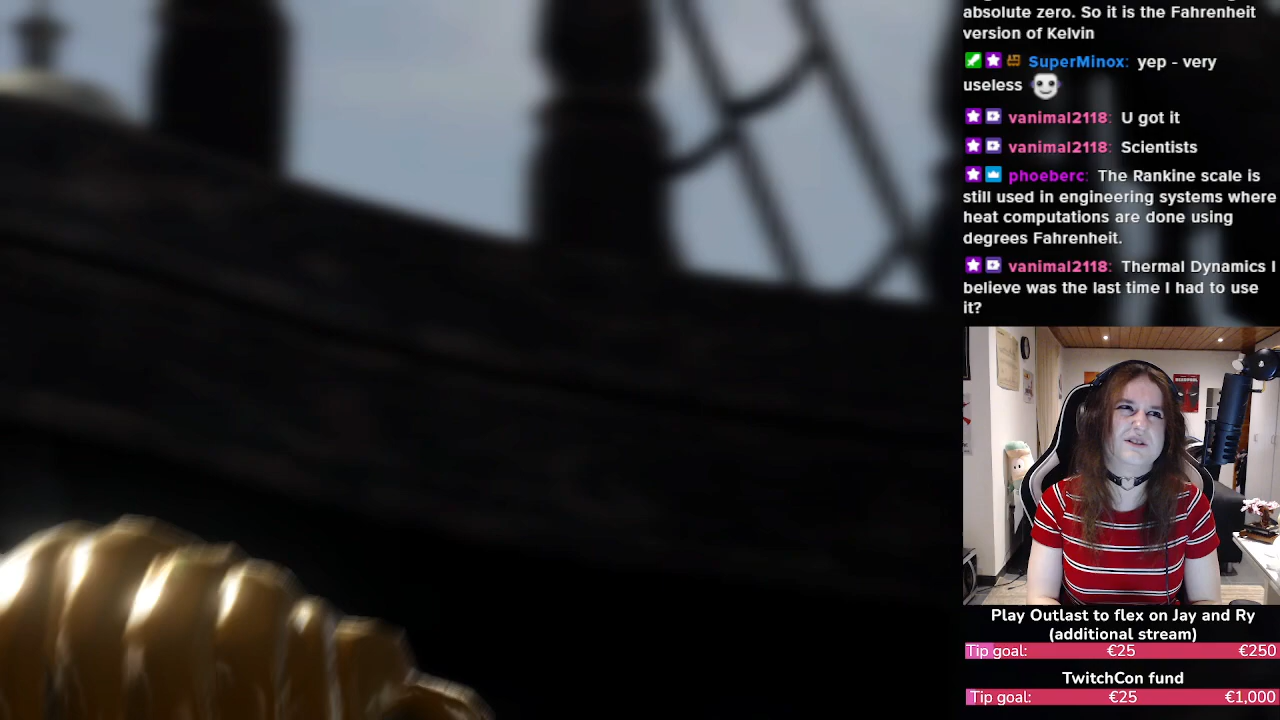 absolute zero. So it is the Fahrenheit
version of Kelvin
SuperMinox: yep - very
useless
vanimal2118: U got it
vanimal2118: Scientists
phoeberc: The Rankine scale is
still used in engineering systems where
heat computations are done using
degrees Fahrenheit.
vanimal2118: Thermal Dynamics I
believe was the last time I had to use
it?
DEADPOOL
Play Outlast to flex on Jay and Ry
(additional stream)
Tip goal: €25 €250
TwitchCon fund
Tip goal: €25 €1,000